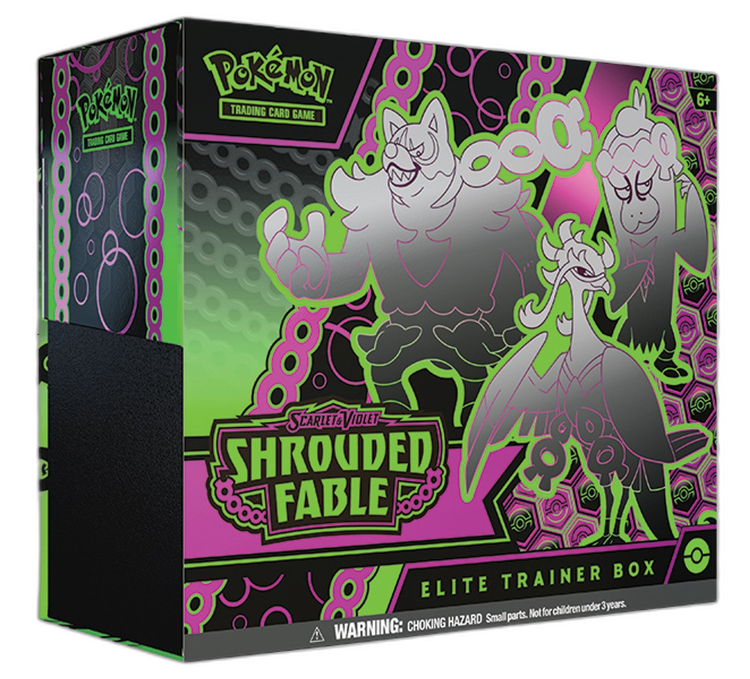 POKéMON
TRADING CARD GAME
POKéMON
TRADING CARD GAME
6+
SCARLET & VIOLET
SHROUDED
FABLE
ELITE TRAINER BOX
WARNING: CHOKING HAZARD Small parts. Not for children under 3 years.